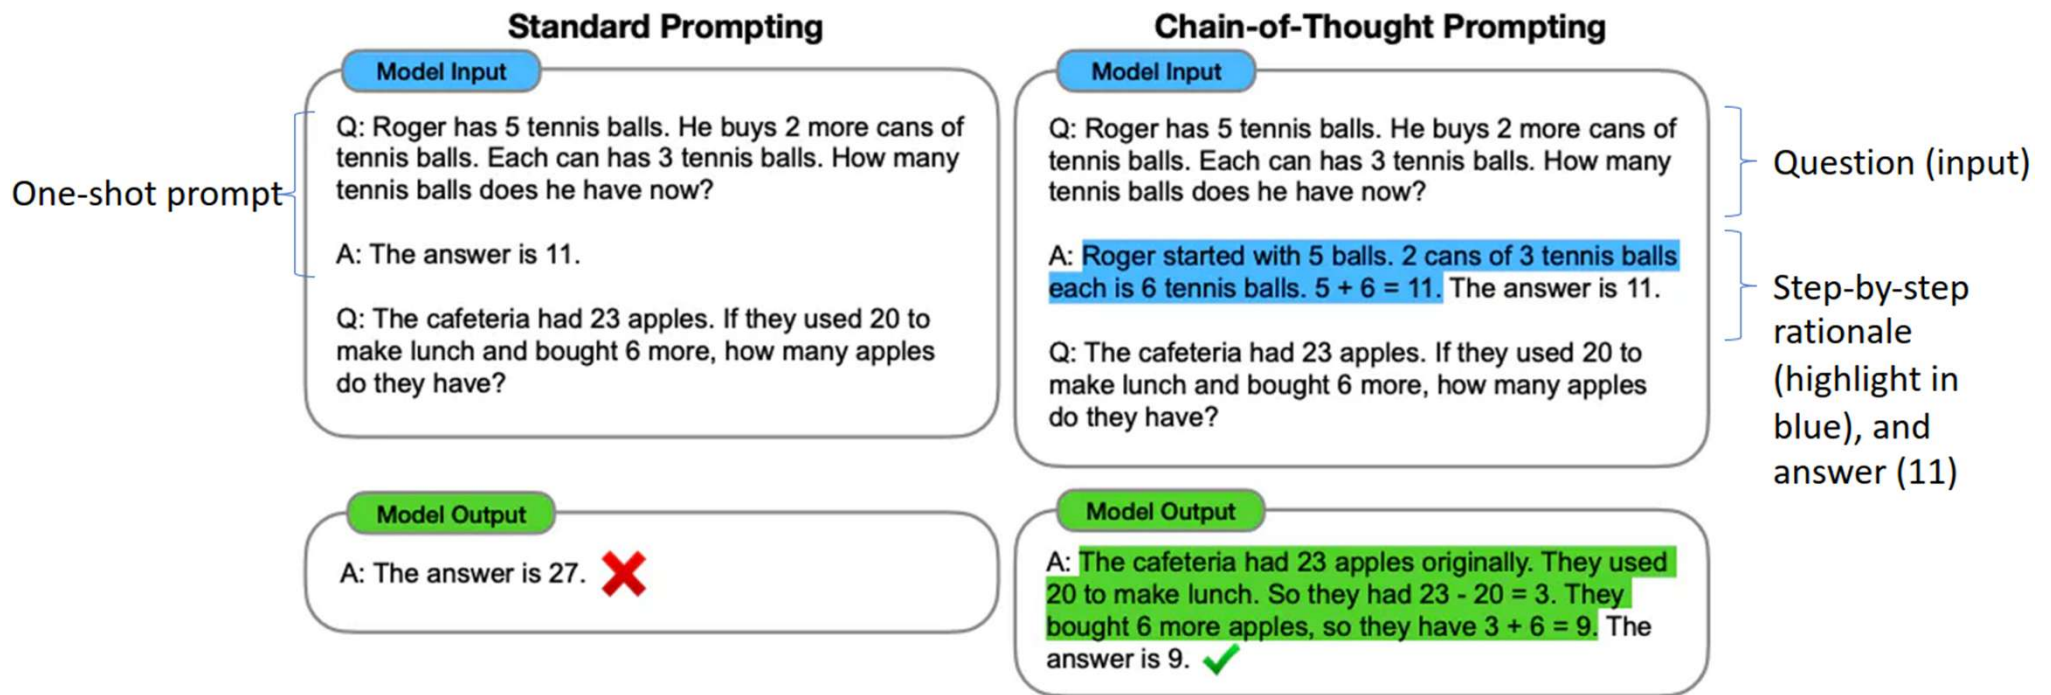 Standard Prompting
Model Input
One-shot prompt
Q: Roger has 5 tennis balls. He buys 2 more cans of
tennis balls. Each can has 3 tennis balls. How many
tennis balls does he have now?
A: The answer is 11.
Q: The cafeteria had 23 apples. If they used 20 to
make lunch and bought 6 more, how many apples
do they have?
Model Output
A: The answer is 27.
Chain-of-Thought Prompting
Model Input
Q: Roger has 5 tennis balls. He buys 2 more cans of
tennis balls. Each can has 3 tennis balls. How many
tennis balls does he have now?
Question (input)
A: Roger started with 5 balls. 2 cans of 3 tennis balls
each is 6 tennis balls. 5 + 6 = 11. The answer is 11.
Step-by-step
rationale
(highlight in
blue), and
answer (11)
Q: The cafeteria had 23 apples. If they used 20 to
make lunch and bought 6 more, how many apples
do they have?
Model Output
A: The cafeteria had 23 apples originally. They used
20 to make lunch. So they had 23 - 20 = 3. They
bought 6 more apples, so they have 3 + 6 = 9. The
answer is 9.